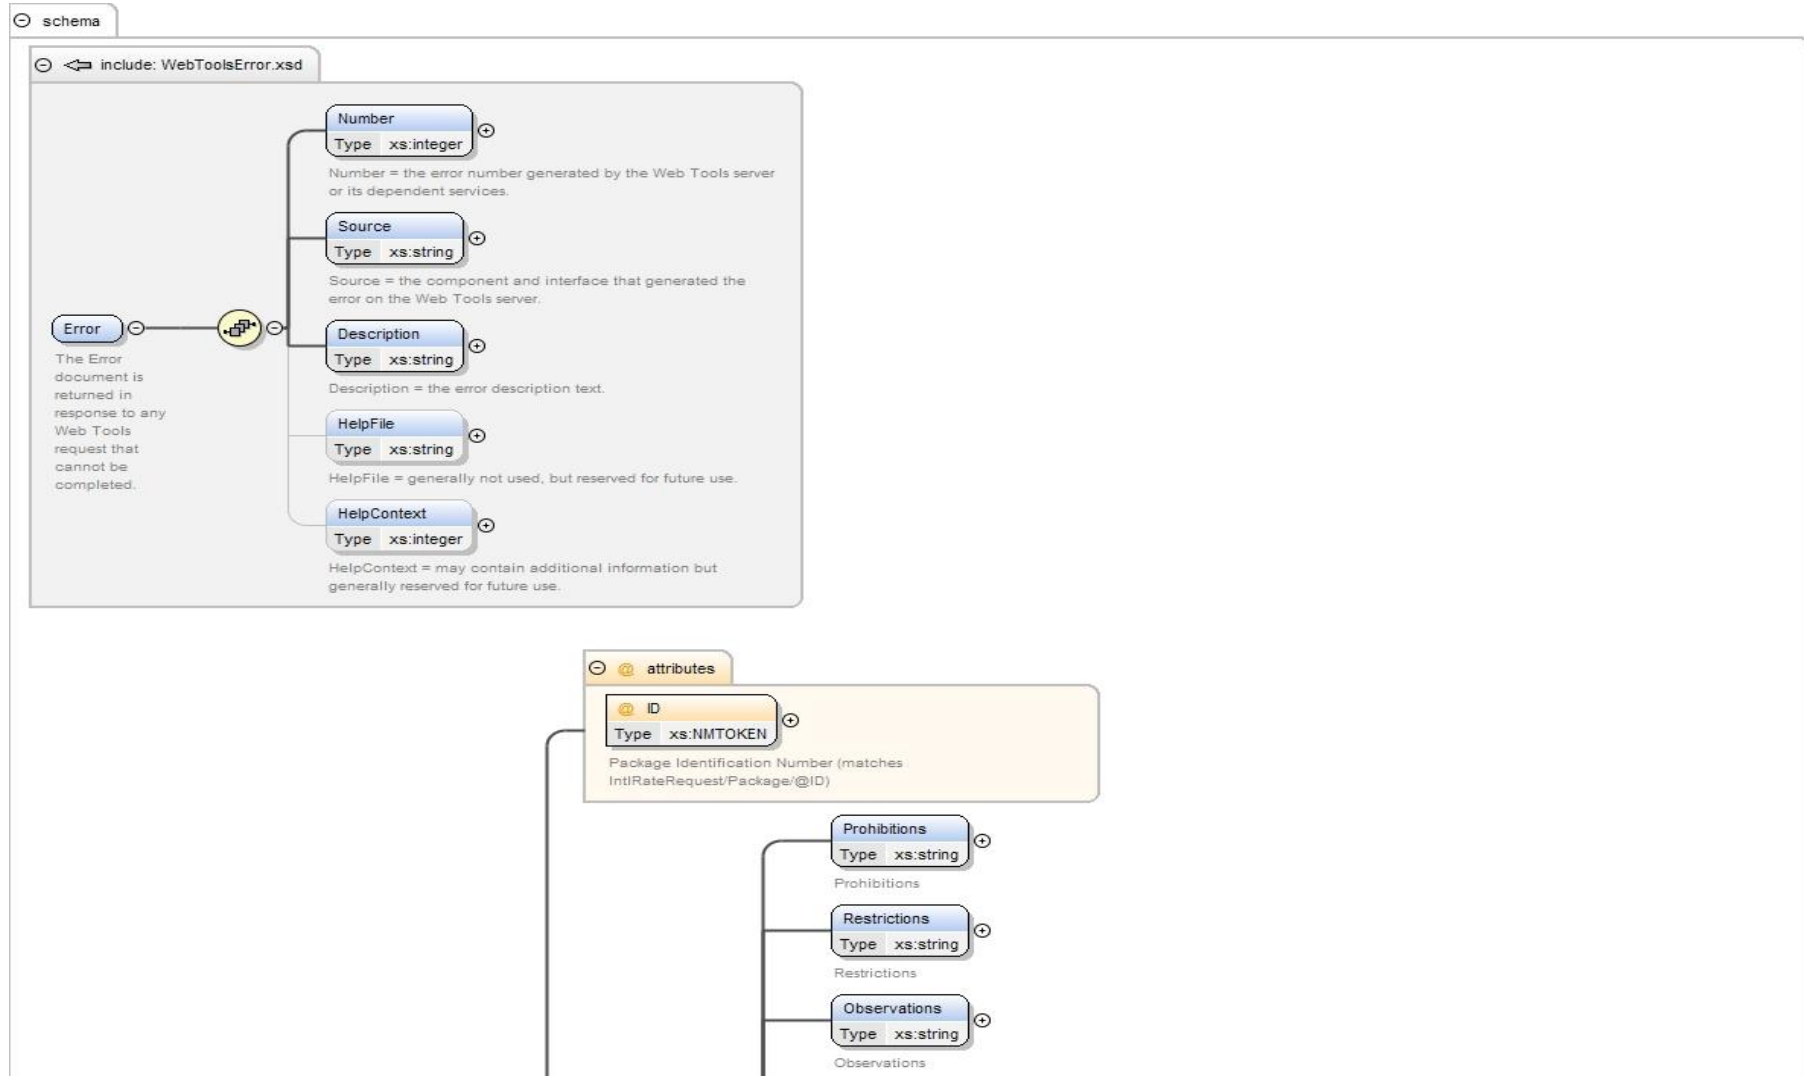 schema
include: WebToolsError.xsd
Number
Type xs:integer
Number = the error number generated by the Web Tools server
or its dependent services.
Source
Type xs:string
Source = the component and interface that generated the
error on the Web Tools server.
Error
The Error
document is
returned in
response to any
Web Tools
request that
cannot be
completed.
Description
Type xs:string
Description = the error description text.
HelpFile
Type xs:string
HelpFile = generally not used, but reserved for future use.
HelpContext
Type xs:integer
HelpContext = may contain additional information but
generally reserved for future use.
@ attributes
@ ID
Type xs:NMTOKEN
Package Identification Number (matches
IntlRateRequest/Package/@ID)
Prohibitions
Type xs:string
Prohibitions
Restrictions
Type xs:string
Restrictions
Observations
Type xs:string
Observations